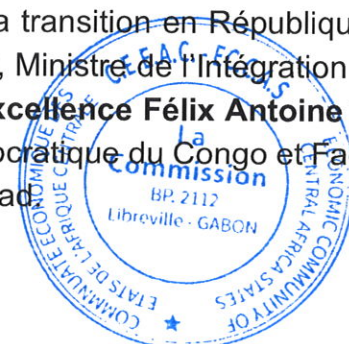 a transition en Républiqu
, Ministre de l'Intégration
xcellence Félix Antoine
ocratique du Congo et Fa
ad.
C.E.E.A.C - ECCAS
COMMUNAUTE ECONOMIQUE DES
ETATS DE L'AFRIQUE CENTRALE
ECONOMIC COMMUNITY OF
CENTRAL AFRICA STATES
La
Commission
BP. 2112
Libreville - GABON